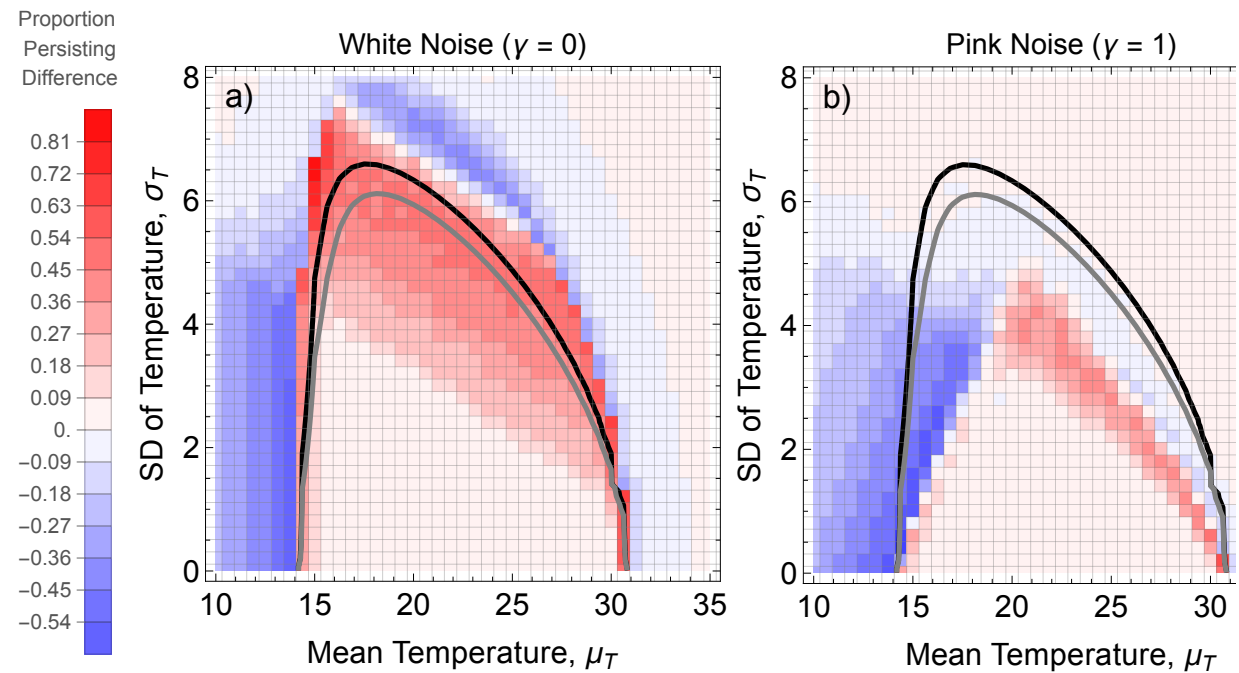 Proportion
Persisting
Difference
0.81
0.72
0.63
0.54
0.45
0.36
0.27
0.18
0.09
0.
−0.09
−0.18
−0.27
−0.36
−0.45
−0.54
White Noise (γ = 0)
a)
8
6
4
2
0
SD of Temperature, σT
10 15 20 25 30 35
Mean Temperature, μT
Pink Noise (γ = 1)
b)
8
6
4
2
0
SD of Temperature, σT
10 15 20 25 30
Mean Temperature, μT